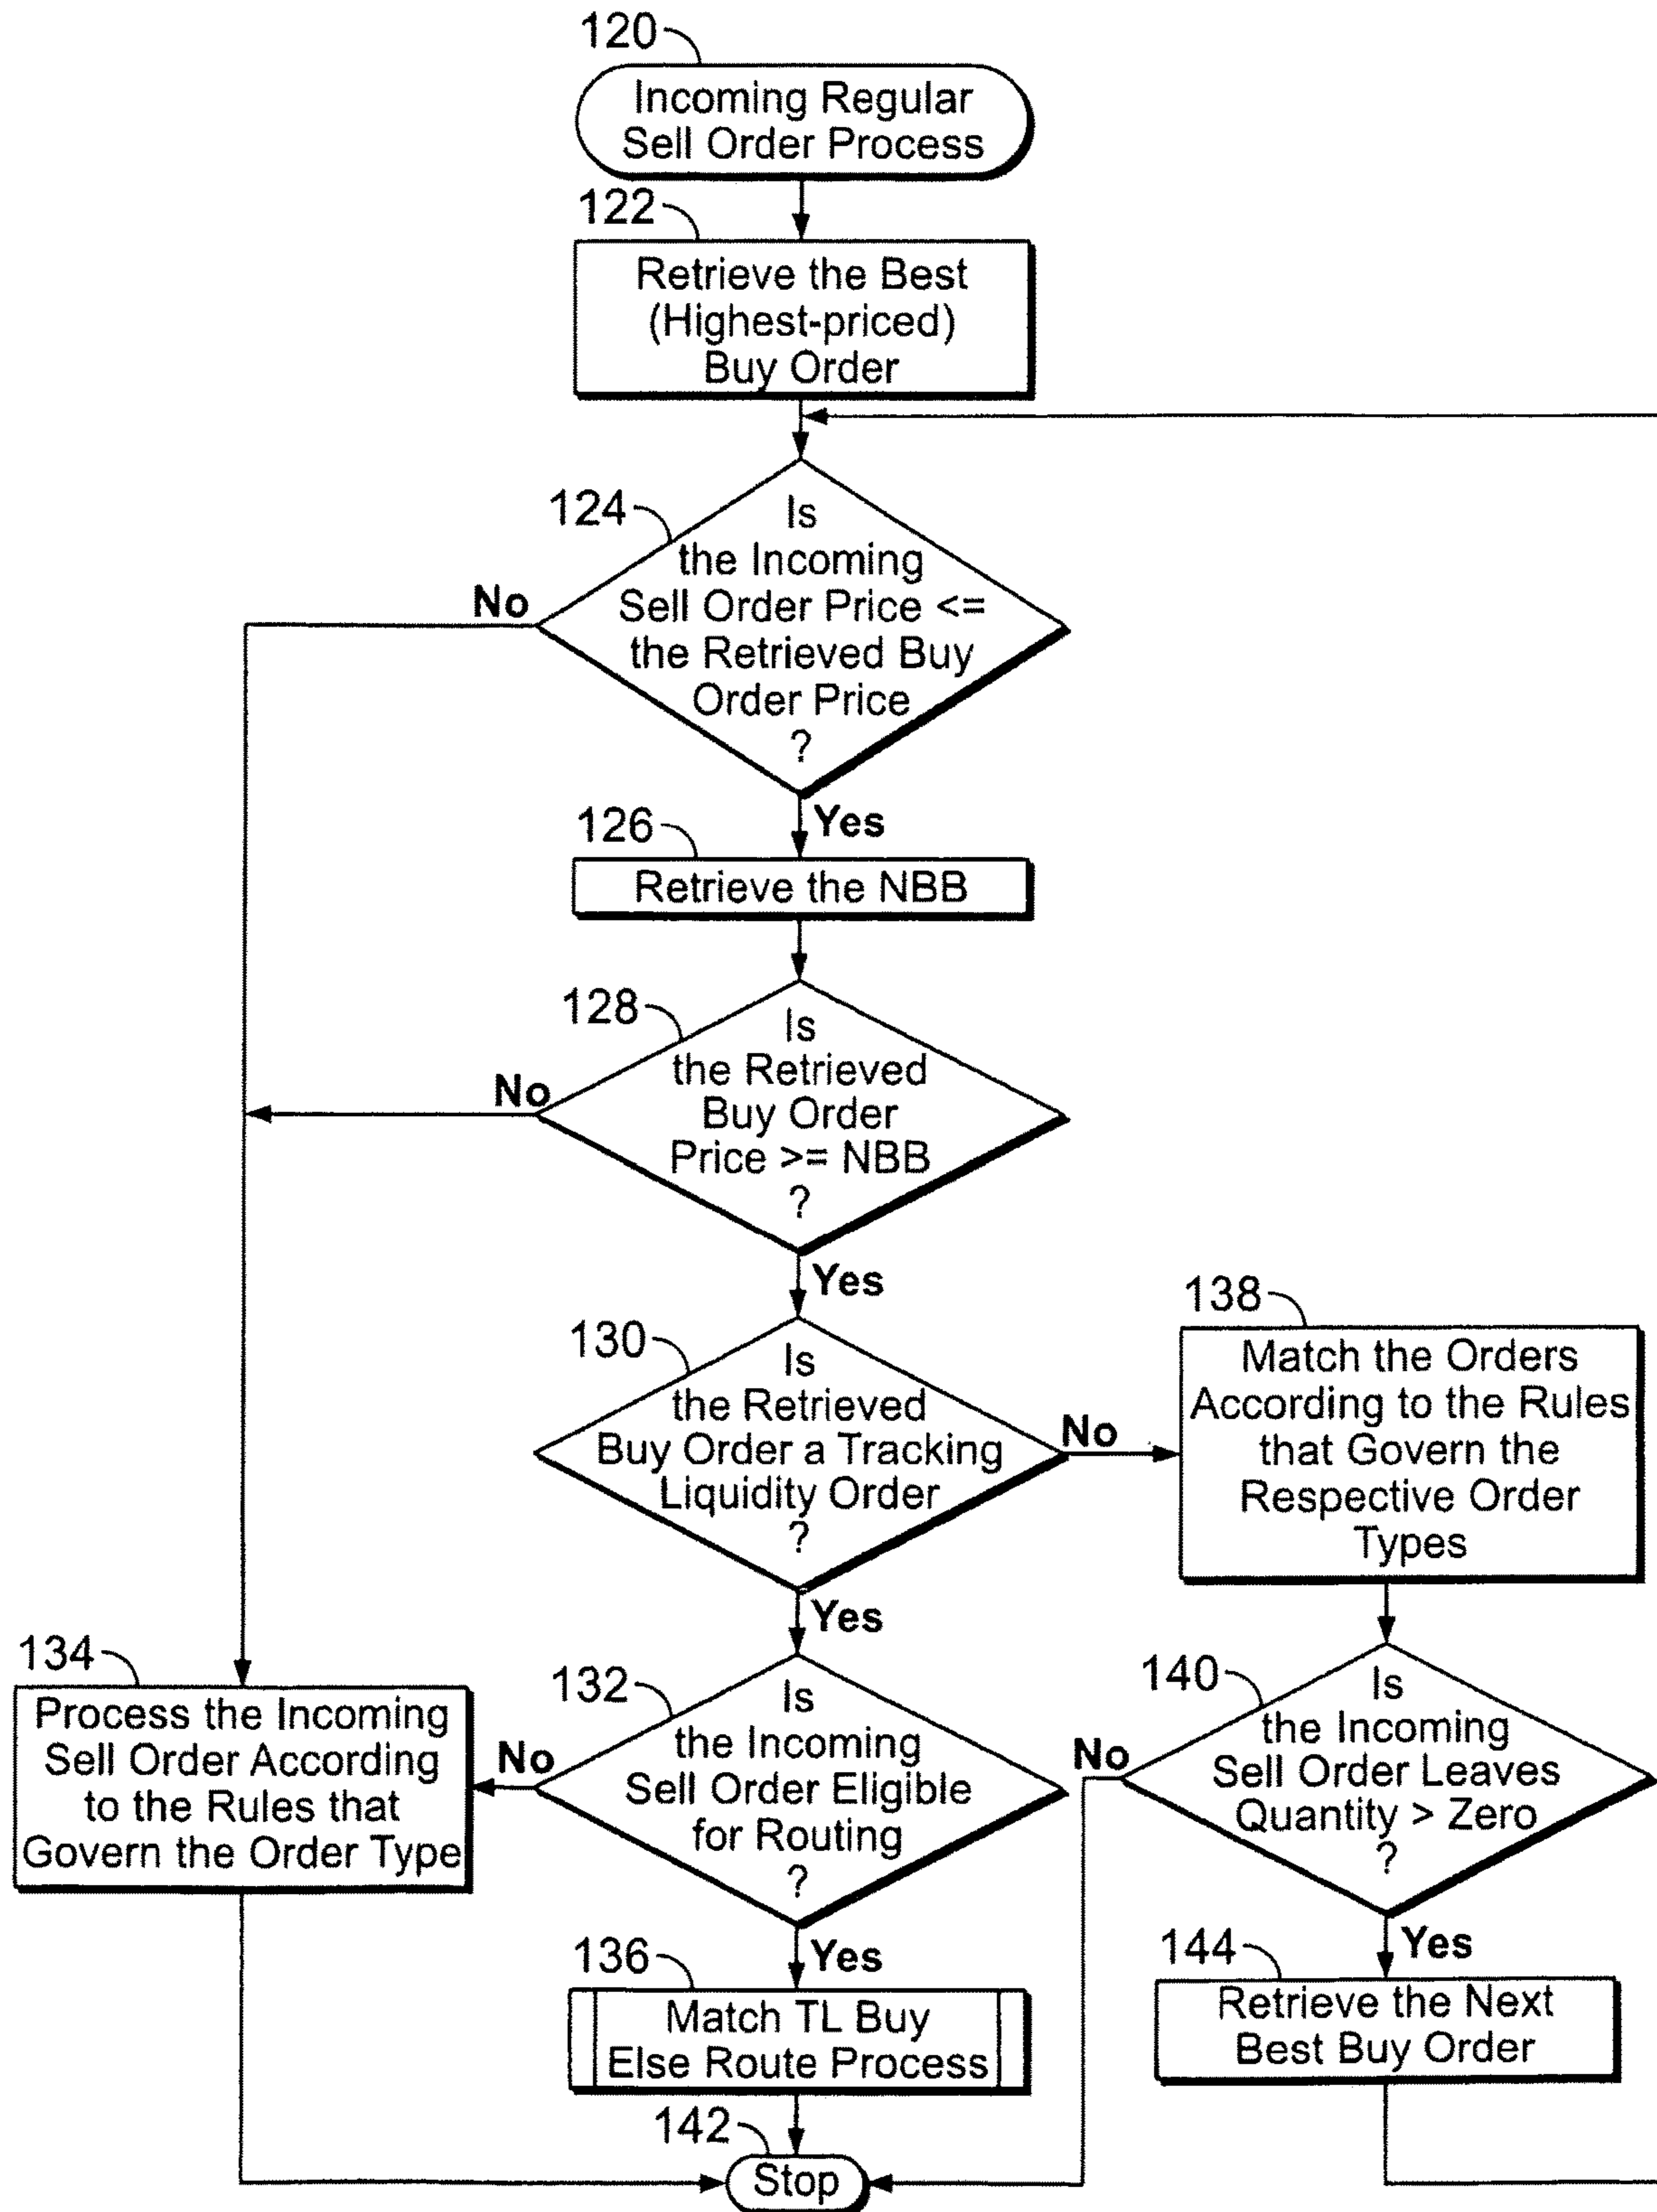 120
Incoming Regular
Sell Order Process
122
Retrieve the Best
(Highest-priced)
Buy Order
124
Is
the Incoming
Sell Order Price <=
the Retrieved Buy
Order Price
?
No
Yes
126
Retrieve the NBB
128
Is
the Retrieved
Buy Order
Price >= NBB
?
No
Yes
130
Is
the Retrieved
Buy Order a Tracking
Liquidity Order
?
No
Yes
138
Match the Orders
According to the Rules
that Govern the
Respective Order
Types
134
Process the Incoming
Sell Order According
to the Rules that
Govern the Order Type
132
Is
the Incoming
Sell Order Eligible
for Routing
?
No
Yes
140
Is
the Incoming
Sell Order Leaves
Quantity > Zero
?
No
Yes
136
Match TL Buy
Else Route Process
144
Retrieve the Next
Best Buy Order
142
Stop